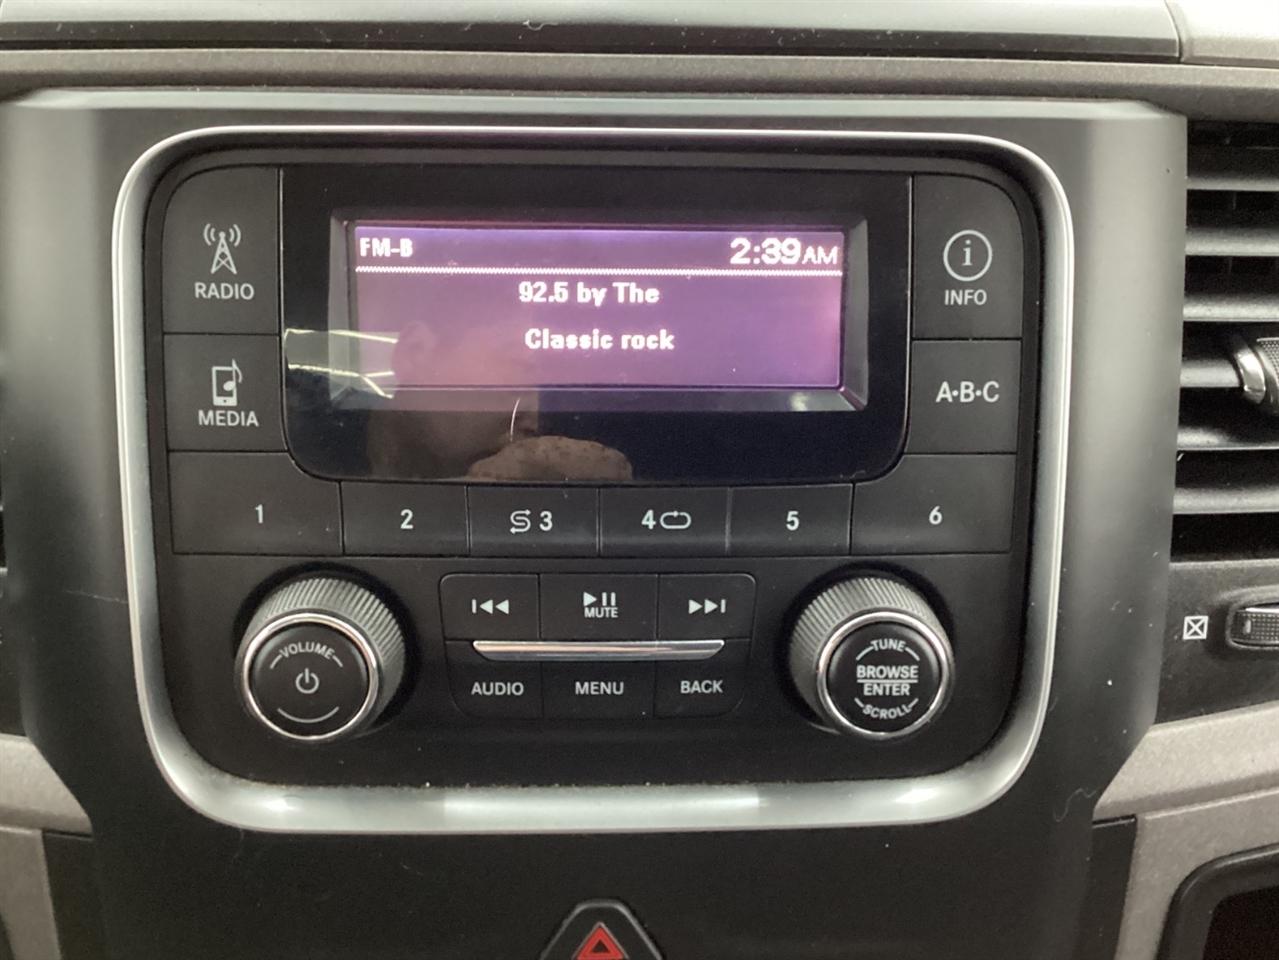 FM-B 2:39AM
92.5 by The
Classic rock
RADIO
MEDIA
i
INFO
A•B•C
1 2 3 4 5 6
MUTE
AUDIO MENU BACK
VOLUME
TUNE
BROWSE
ENTER
SCROLL